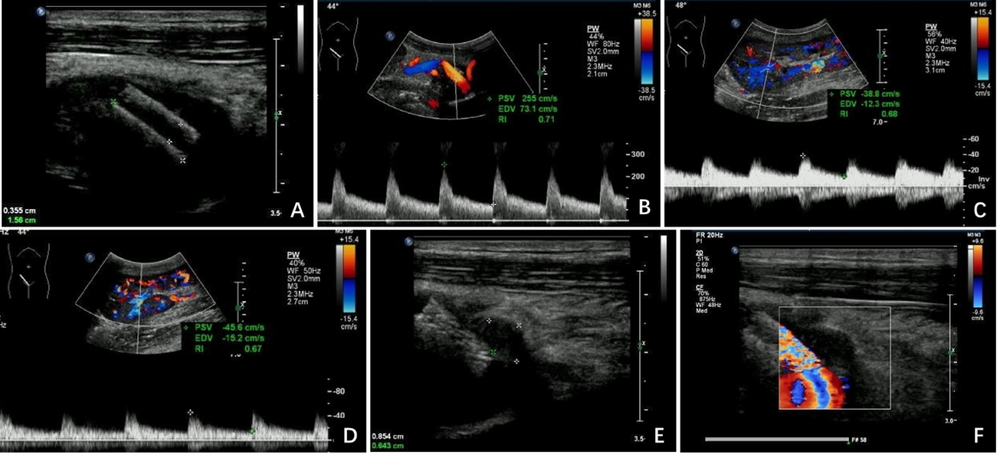 0.355 cm
1.56 cm
3.5
A
44°
M3 M6
+38.5
-38.5
cm/s
PW
44%
WF 80Hz
SV2.0mm
M3
2.3MHz
2.1cm
PSV 255 cm/s
EDV 73.1 cm/s
RI 0.71
300
200
B
48°
M3 M6
+15.4
-15.4
cm/s
PW
56%
WF 40Hz
SV2.0mm
M3
2.3MHz
3.1cm
PSV -38.8 cm/s
EDV -12.3 cm/s
RI 0.68
7.0
-60
-40
-20
Inv
cm/s
C
Hz 44°
M3 M6
+15.4
-15.4
cm/s
PW
40%
WF 50Hz
SV2.0mm
M3
2.3MHz
2.7cm
PSV -45.6 cm/s
EDV -15.2 cm/s
RI 0.67
-80
-40
D
0.854 cm
0.643 cm
3.5
E
FR 20Hz
P1
2D
51%
C 60
P Med
Res
CF
70%
875Hz
WF 48Hz
Med
M3
+9.6
-9.6
cm/s
3.0
F# 58
F